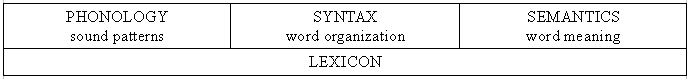 PHONOLOGY SYNTAX SEMANTICS
sound patterns word organization word meaning
LEXICON